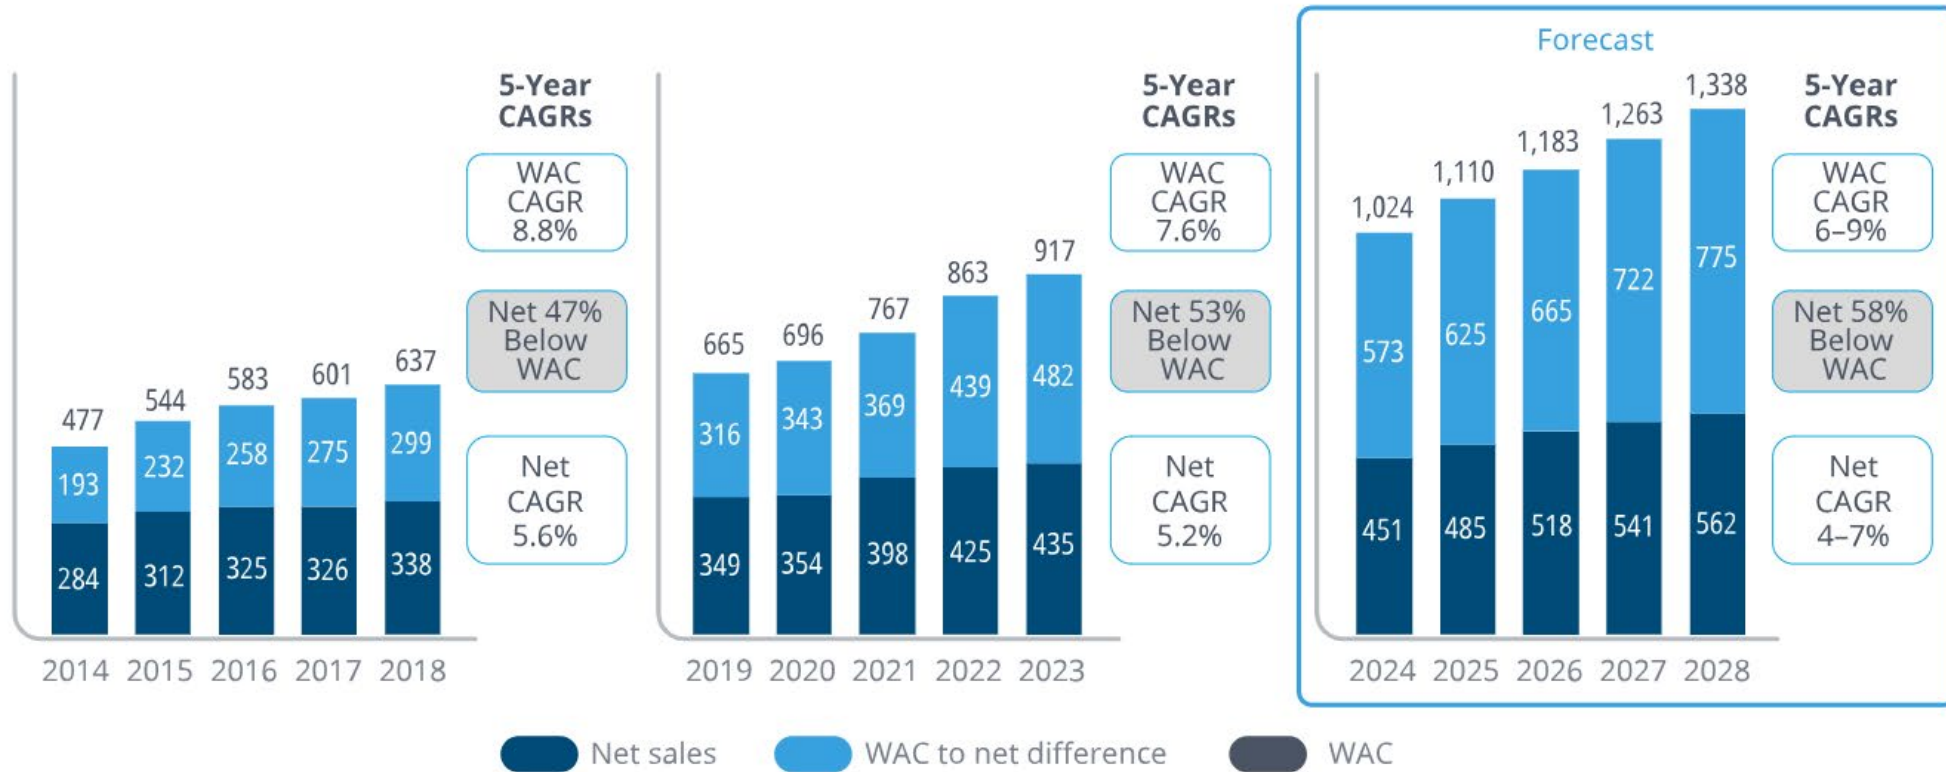 Forecast
5-Year
CAGRs
WAC
CAGR
8.8%
Net 47%
Below
WAC
Net
CAGR
5.6%
477
544
583
601
637
193
232
258
275
299
284
312
325
326
338
2014 2015 2016 2017 2018
5-Year
CAGRs
WAC
CAGR
7.6%
Net 53%
Below
WAC
Net
CAGR
5.2%
665
696
767
863
917
316
343
369
439
482
349
354
398
425
435
2019 2020 2021 2022 2023
5-Year
CAGRs
WAC
CAGR
6–9%
Net 58%
Below
WAC
Net
CAGR
4–7%
1,024
1,110
1,183
1,263
1,338
573
625
665
722
775
451
485
518
541
562
2024 2025 2026 2027 2028
Net sales WAC to net difference WAC